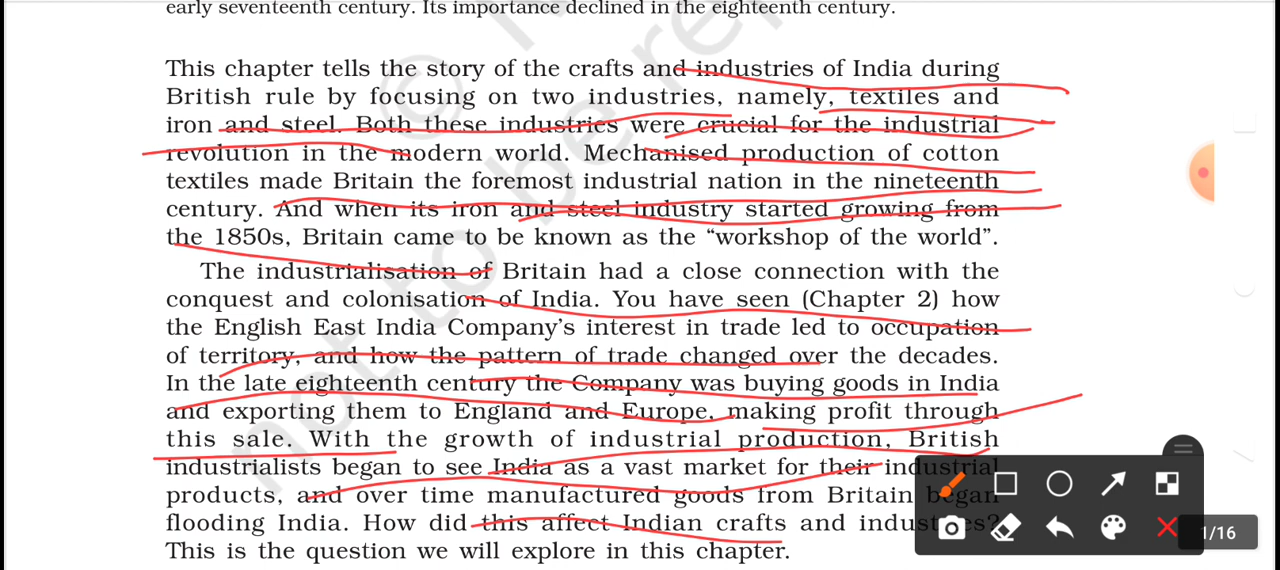 early seventeenth century. Its importance declined in the eighteenth century.
This chapter tells the story of the crafts and industries of India during
British rule by focusing on two industries, namely, textiles and
iron and steel. Both these industries were crucial for the industrial
revolution in the modern world. Mechanised production of cotton
textiles made Britain the foremost industrial nation in the nineteenth
century. And when its iron and steel industry started growing from
the 1850s, Britain came to be known as the “workshop of the world”.
The industrialisation of Britain had a close connection with the
conquest and colonisation of India. You have seen (Chapter 2) how
the English East India Company’s interest in trade led to occupation
of territory, and how the pattern of trade changed over the decades.
In the late eighteenth century the Company was buying goods in India
and exporting them to England and Europe, making profit through
this sale. With the growth of industrial production, British
industrialists began to see India as a vast market for their industrial
products, and over time manufactured goods from Britain began
flooding India. How did this affect Indian crafts and industries?
This is the question we will explore in this chapter.
1/16
not to be re
©